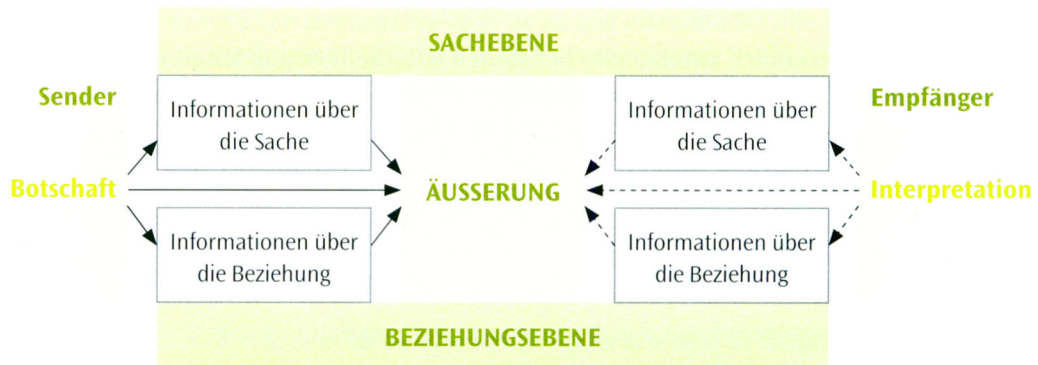 SACHEBENE
Sender
Informationen über
die Sache
Informationen über
die Sache
Empfänger
Botschaft
ÄUSSERUNG
Interpretation
Informationen über
die Beziehung
Informationen über
die Beziehung
BEZIEHUNGSEBENE